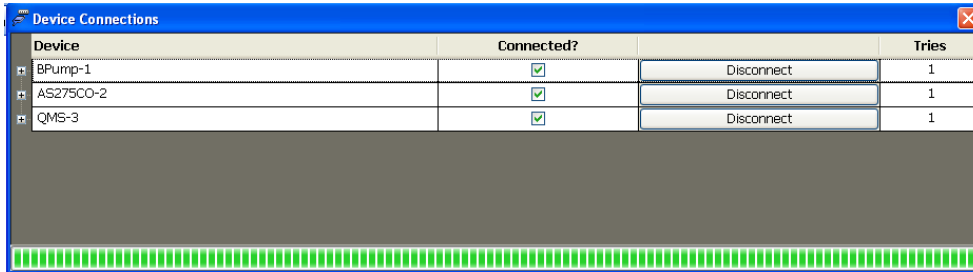 Device Connections
Device Connected? Tries
BPump-1 Disconnect 1
AS275CO-2 Disconnect 1
QMS-3 Disconnect 1